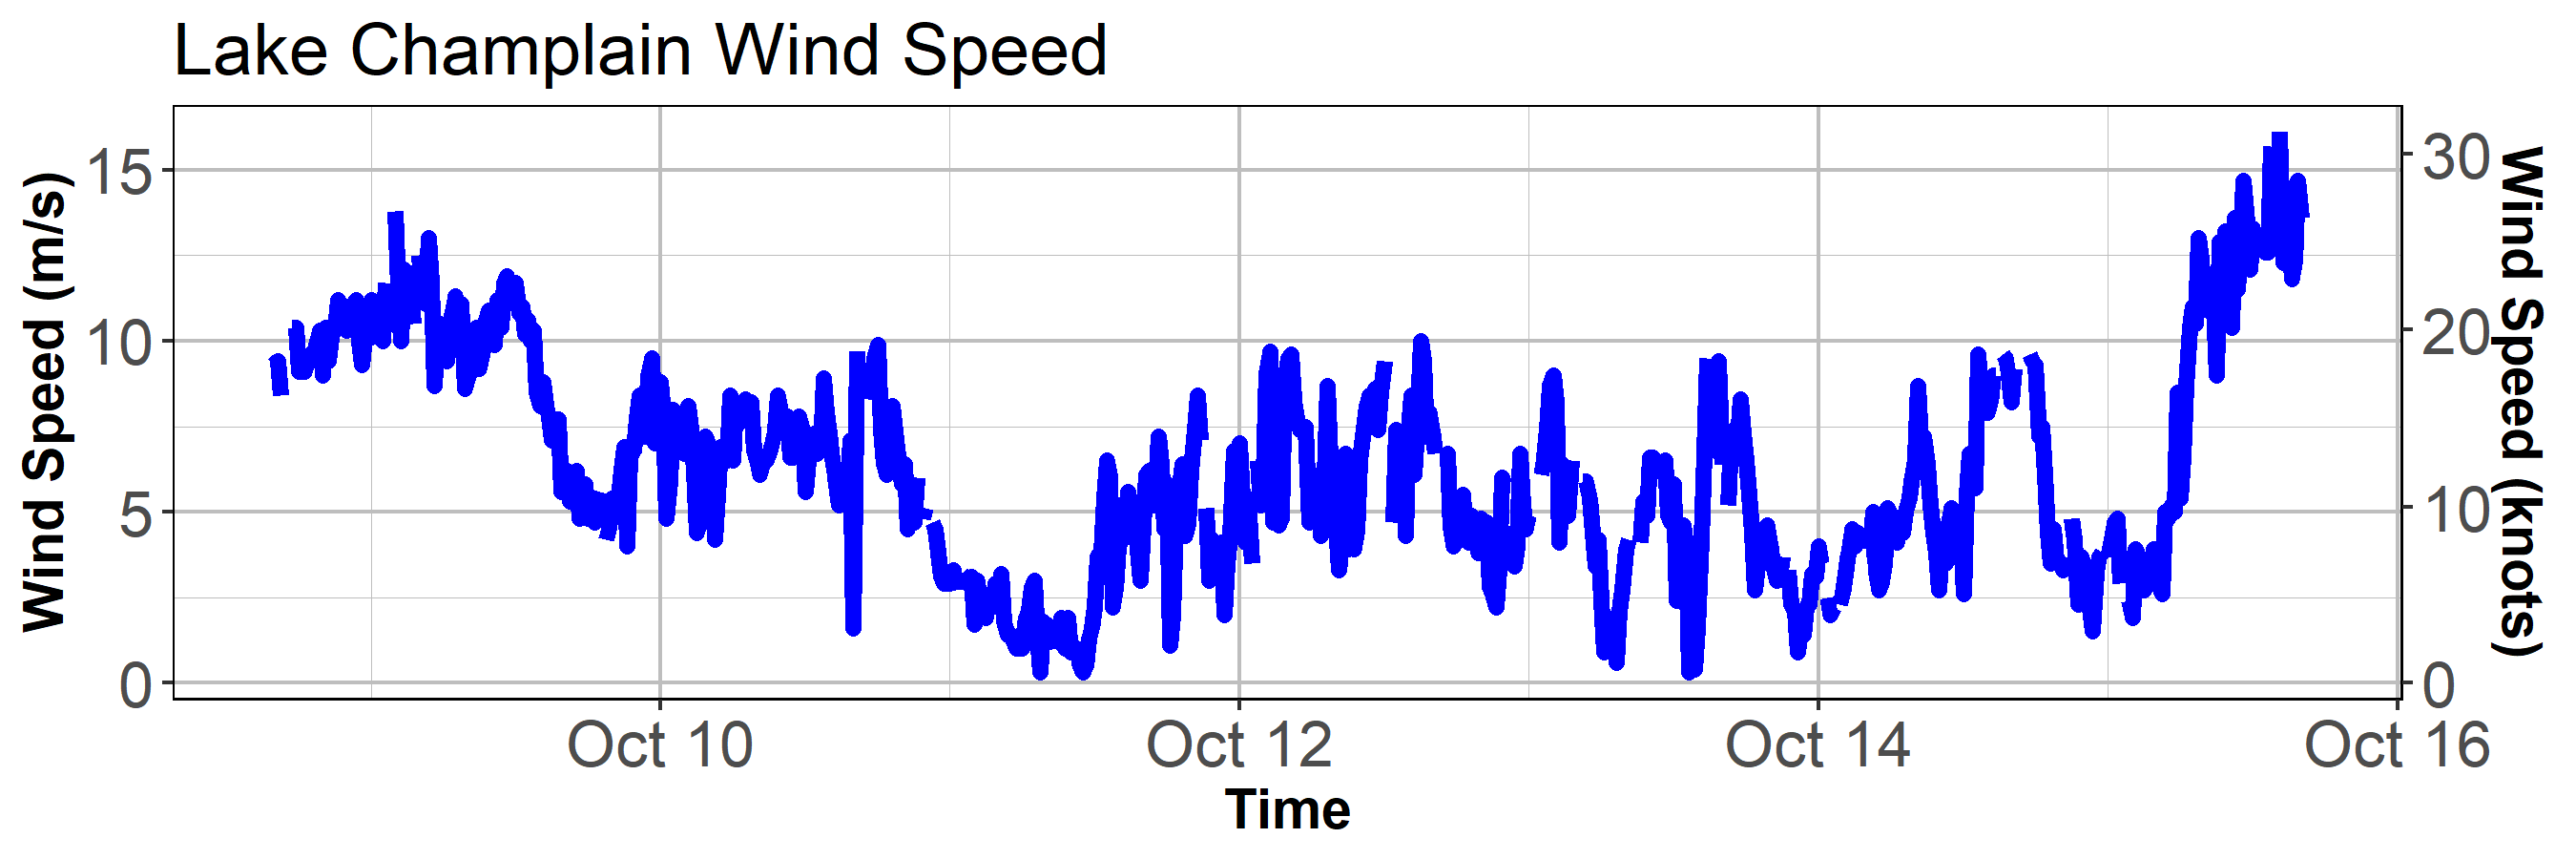 Lake Champlain Wind Speed
Wind Speed (m/s)
15
10
5
0
30
20
10
0
Wind Speed (knots)
Oct 10
Oct 12
Oct 14
Oct 16
Time